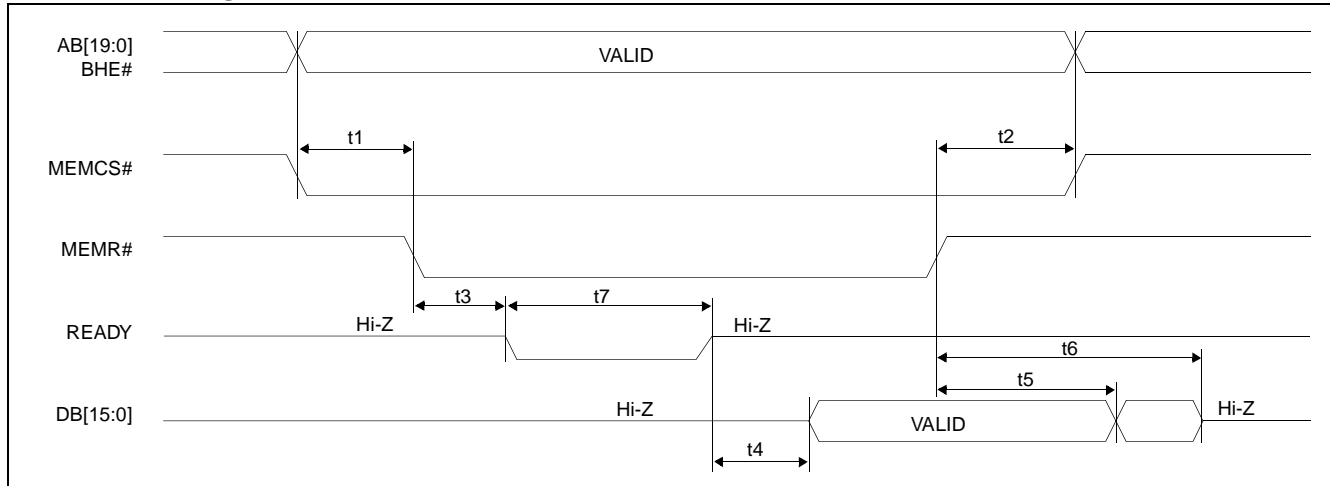 AB[19:0]
BHE#
VALID
t1
t2
MEMCS#
MEMR#
t3
t7
READY
Hi-Z
Hi-Z
t6
t5
DB[15:0]
Hi-Z
VALID
Hi-Z
t4